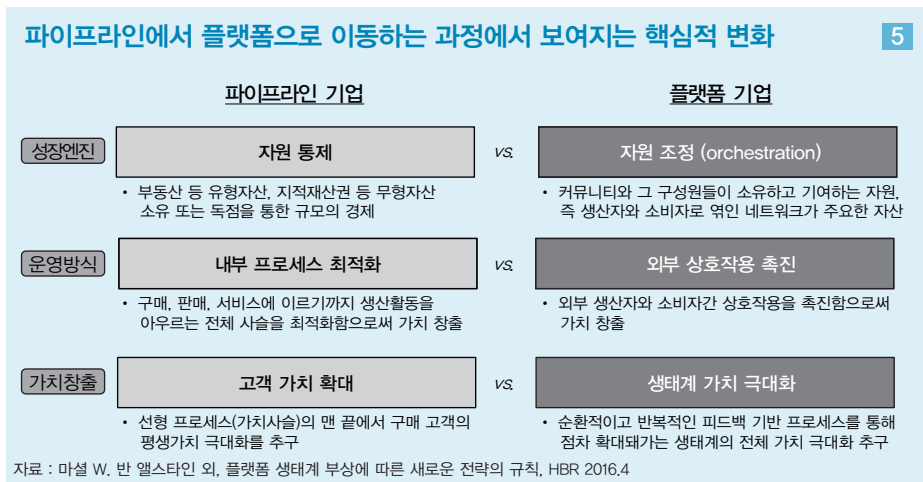 파이프라인에서 플랫폼으로 이동하는 과정에서 보여지는 핵심적 변화 5
파이프라인 기업 플랫폼 기업
성장엔진 자원 통제 vs. 자원 조정 (orchestration)
• 부동산 등 유형자산, 지적재산권 등 무형자산
소유 또는 독점을 통한 규모의 경제
• 커뮤니티와 그 구성원들이 소유하고 기여하는 자원,
즉 생산자와 소비자로 엮인 네트워크가 주요한 자산
운영방식 내부 프로세스 최적화 vs. 외부 상호작용 촉진
• 구매, 판매, 서비스에 이르기까지 생산활동을
아우르는 전체 사슬을 최적화함으로써 가치 창출
• 외부 생산자와 소비자간 상호작용을 촉진함으로써
가치 창출
가치창출 고객 가치 확대 vs. 생태계 가치 극대화
• 선형 프로세스(가치사슬)의 맨 끝에서 구매 고객의
평생가치 극대화를 추구
• 순환적이고 반복적인 피드백 기반 프로세스를 통해
점차 확대돼가는 생태계의 전체 가치 극대화 추구
자료 : 마셜 W. 반 앨스타인 외, 플랫폼 생태계 부상에 따른 새로운 전략의 규칙, HBR 2016.4